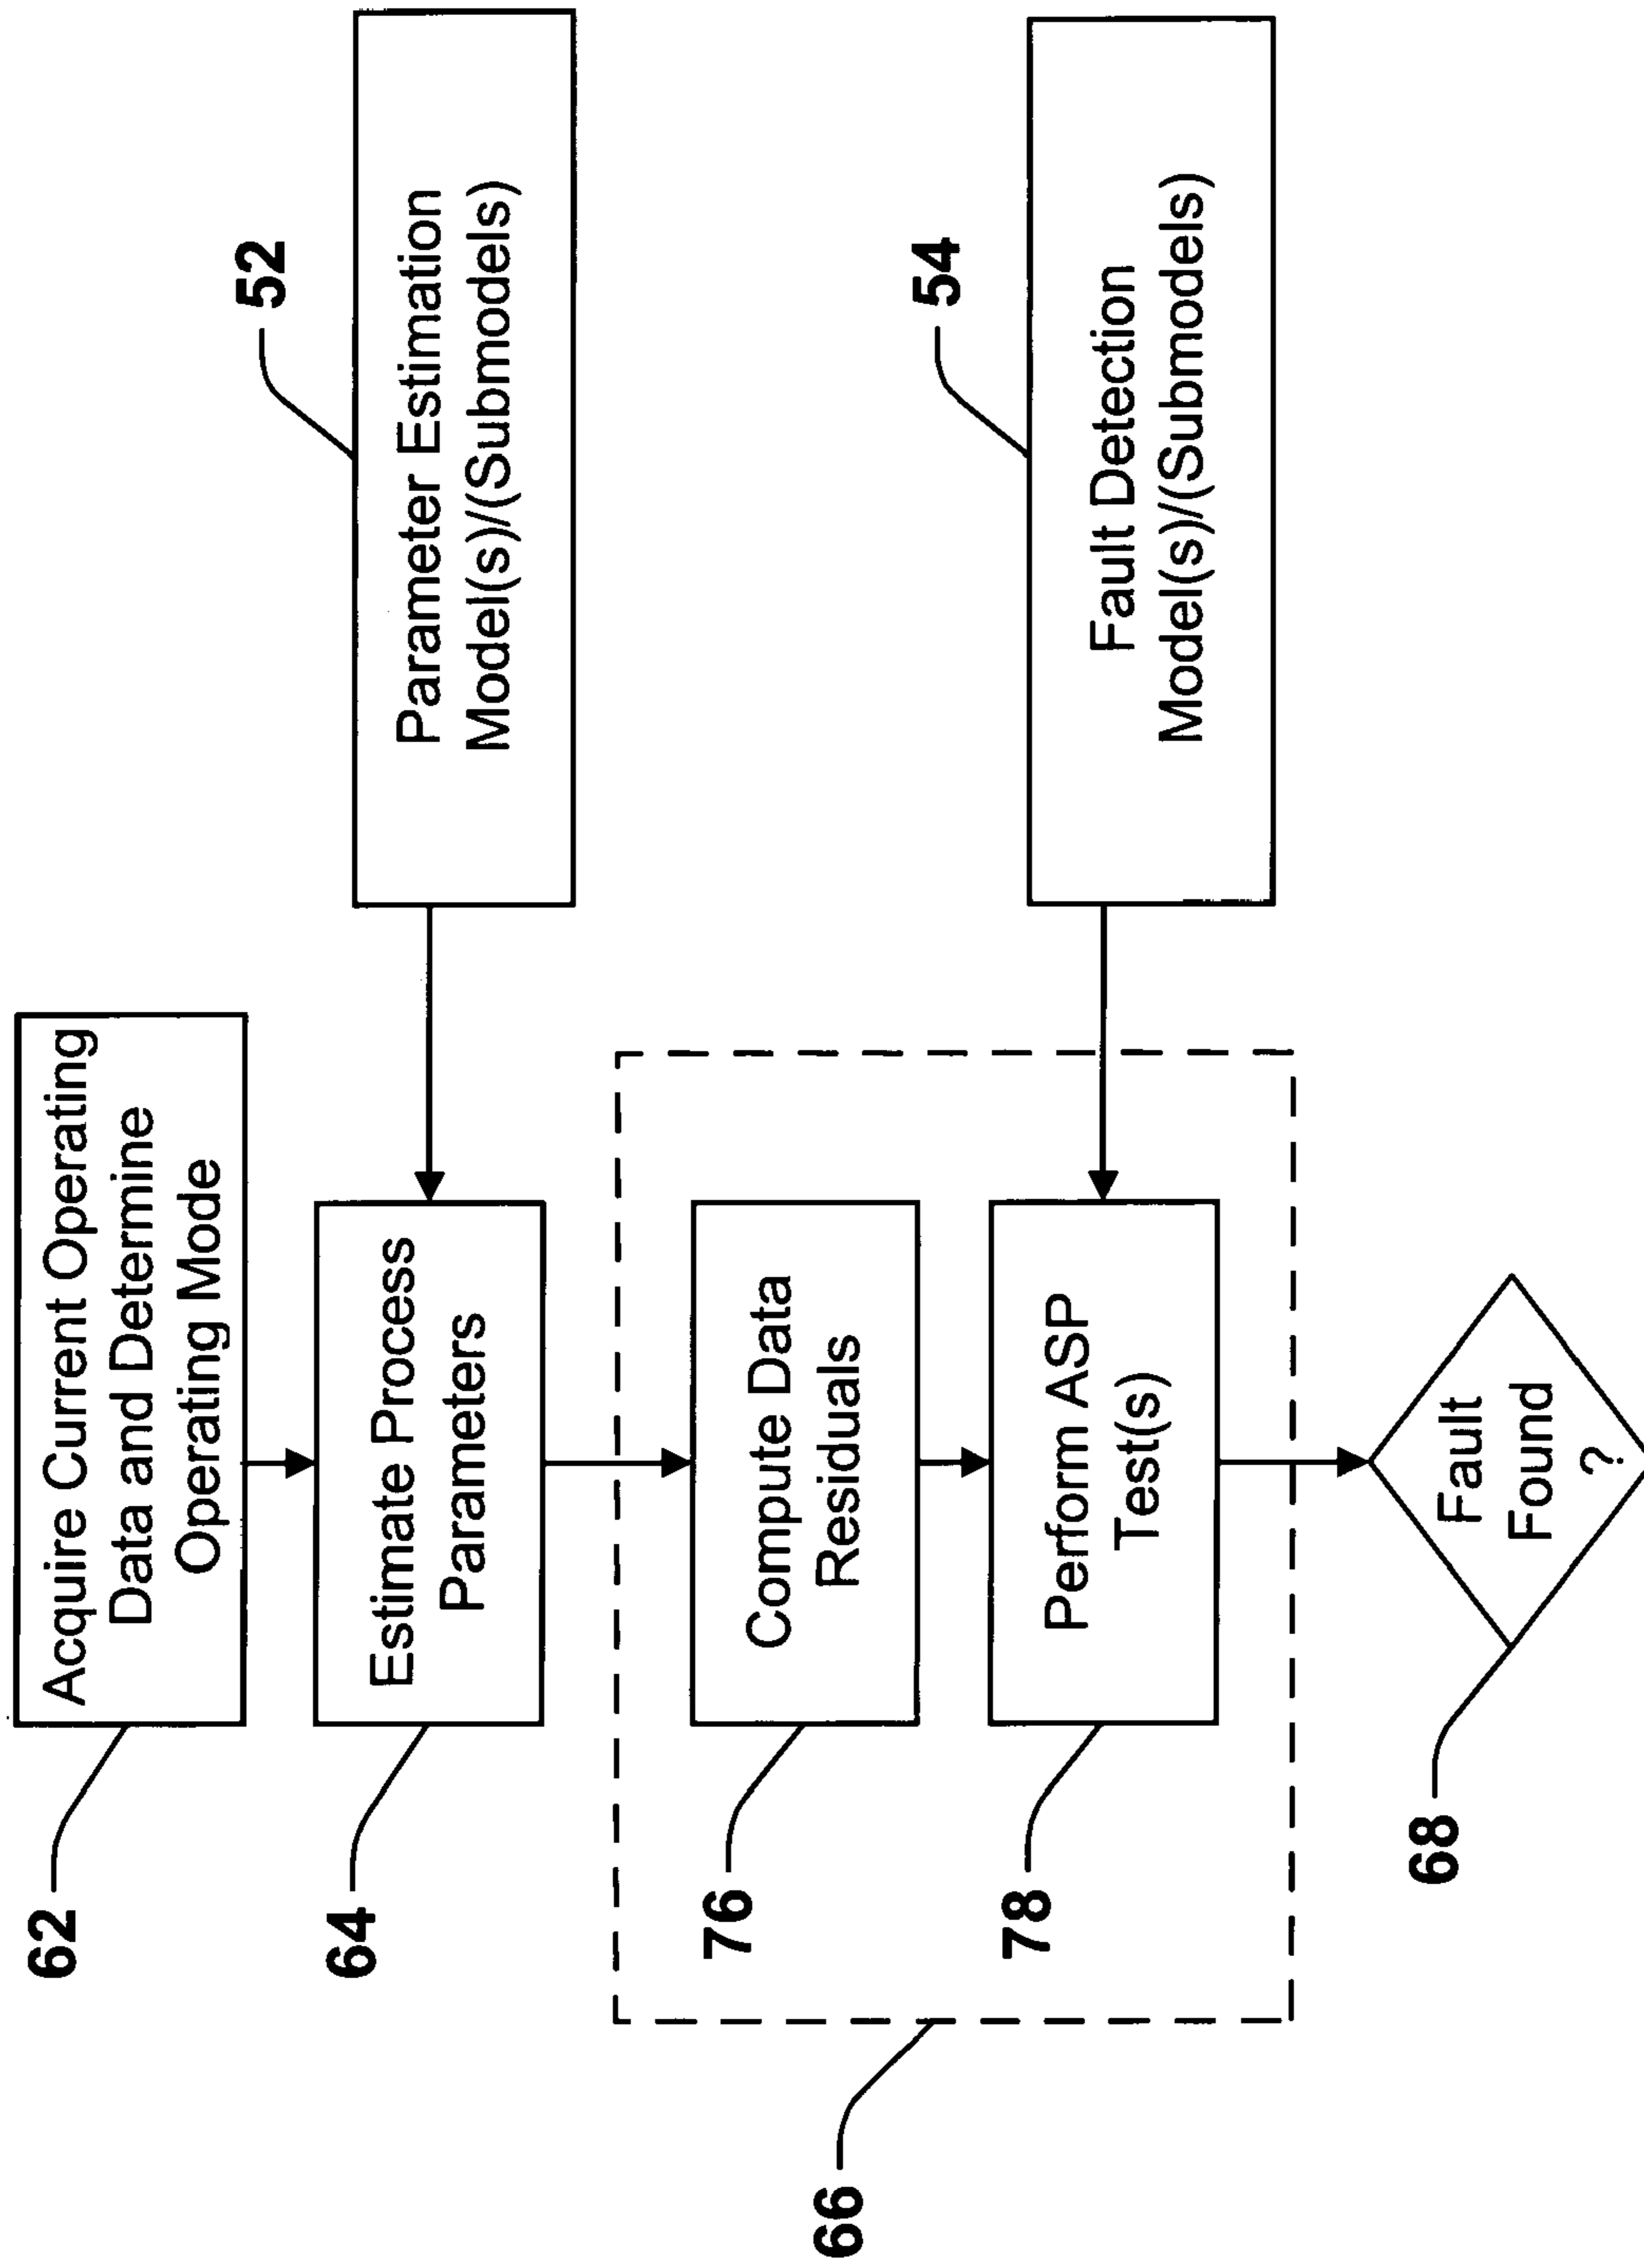 62
Acquire Current Operating
Data and Determine
Operating Mode
52
Parameter Estimation
Model(s)/(Submodels)
64
Estimate Process
Parameters
66
76
Compute Data
Residuals
54
Fault Detection
Model(s)/(Submodels)
78
Perform ASP
Test(s)
68
Fault
Found
?